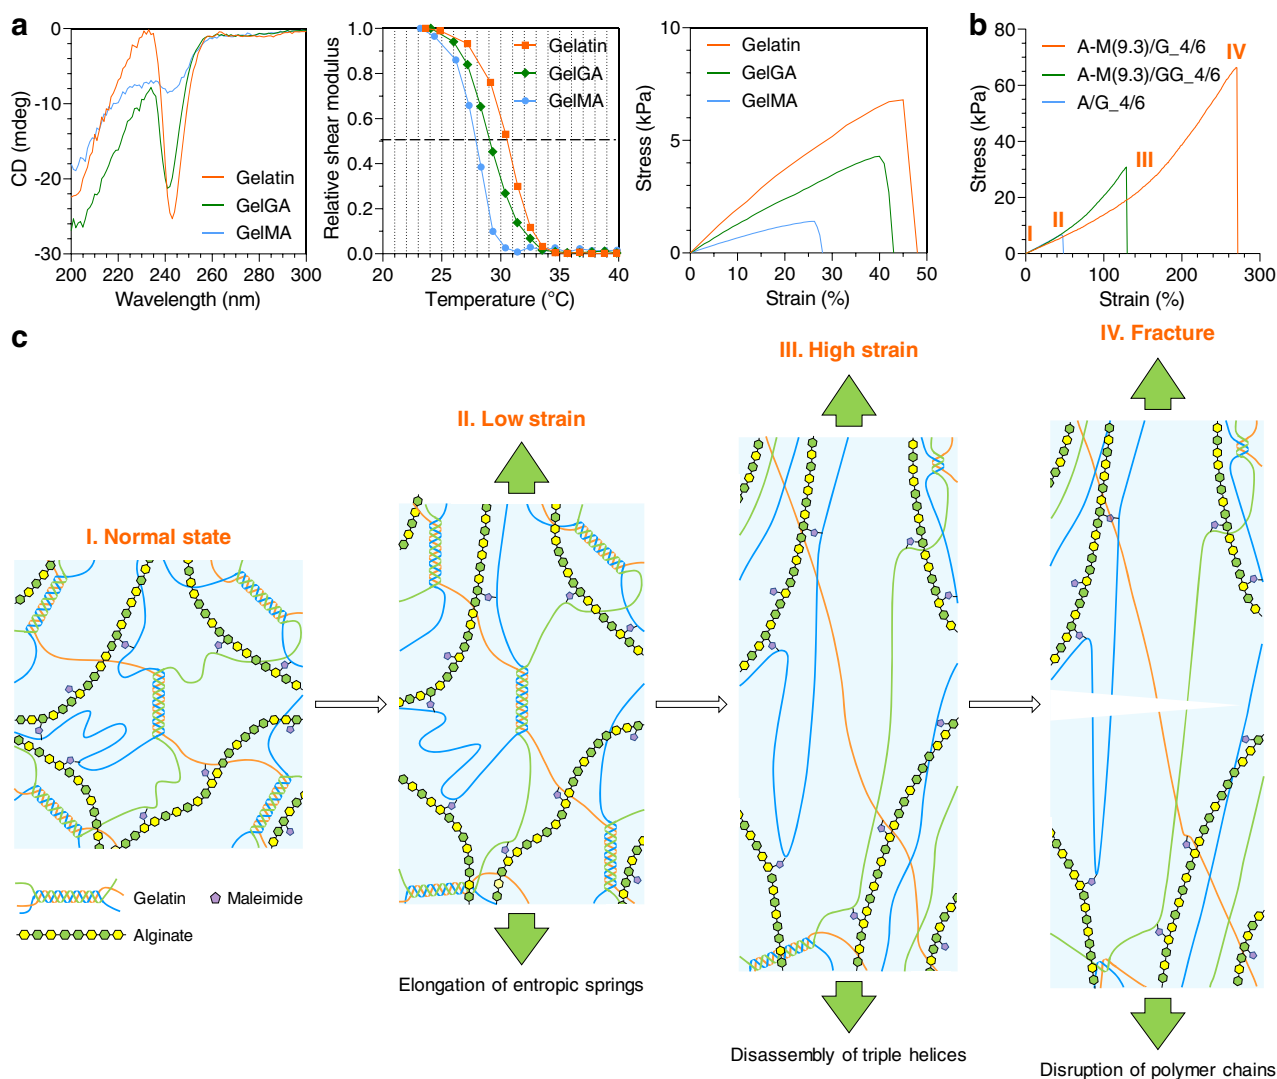 a
CD (mdeg)
0
-10
-20
-30
200
220
240
260
280
300
Wavelength (nm)
Gelatin
GelGA
GelMA
Relative shear modulus
1.0
0.8
0.6
0.4
0.2
0.0
20
25
30
35
40
Temperature (°C)
Gelatin
GelGA
GelMA
Stress (kPa)
10
5
0
0
10
20
30
40
50
Strain (%)
Gelatin
GelGA
GelMA
b
Stress (kPa)
80
60
40
20
0
0
100
200
300
Strain (%)
A-M(9.3)/G_4/6
A-M(9.3)/GG_4/6
A/G_4/6
I
II
III
IV
c
I. Normal state
II. Low strain
III. High strain
IV. Fracture
Gelatin
Maleimide
Alginate
Elongation of entropic springs
Disassembly of triple helices
Disruption of polymer chains